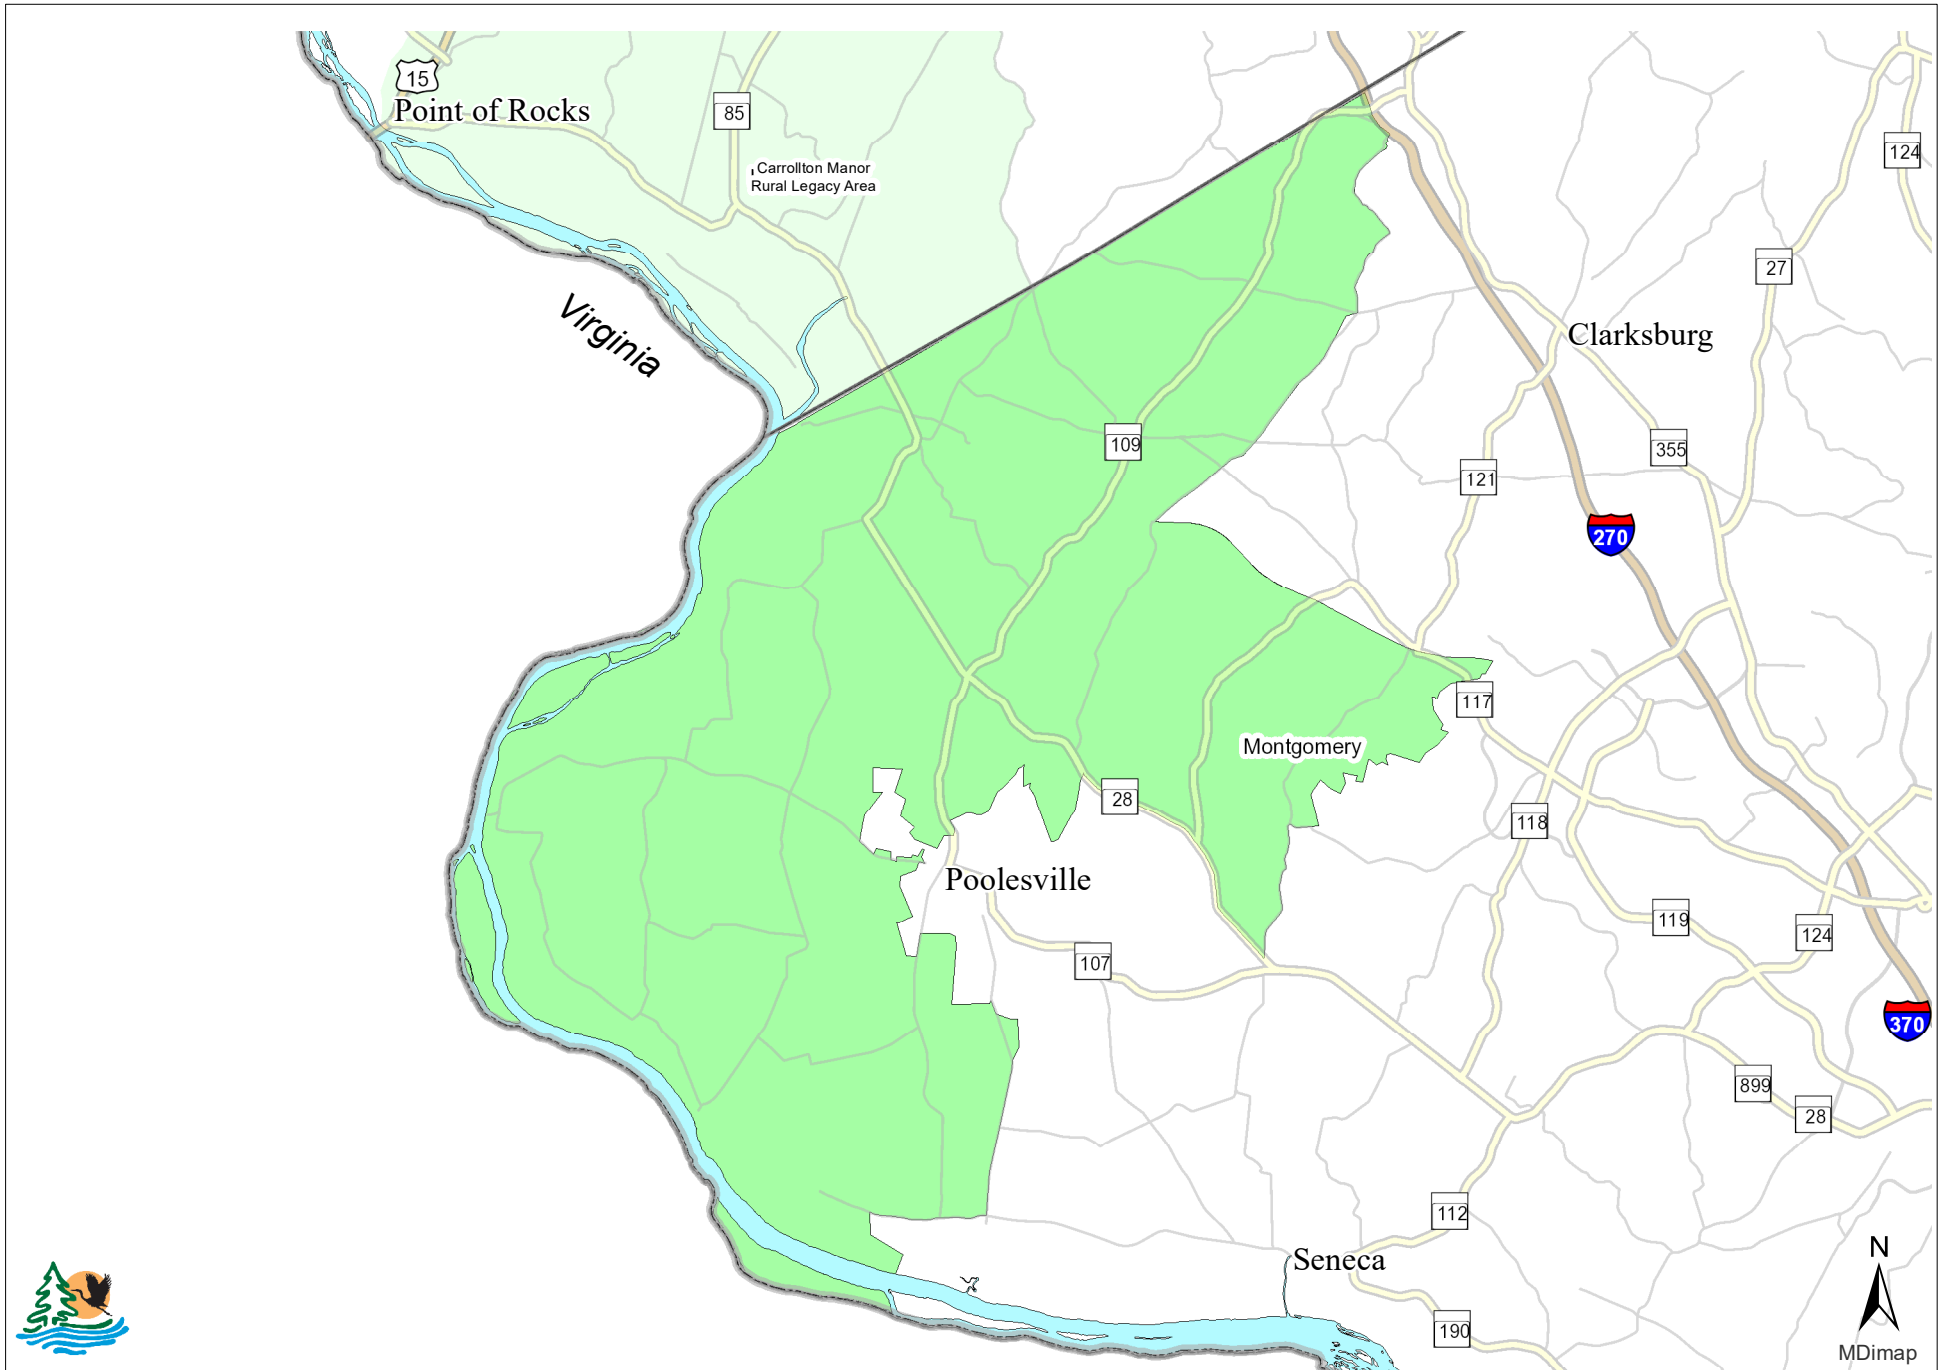 15
Point of Rocks
85
124
Carrollton Manor
Rural Legacy Area
27
Virginia
Clarksburg
109
355
121
270
117
Montgomery
28
118
Poolesville
119
124
107
370
899
28
112
N
Seneca
190
MDimap